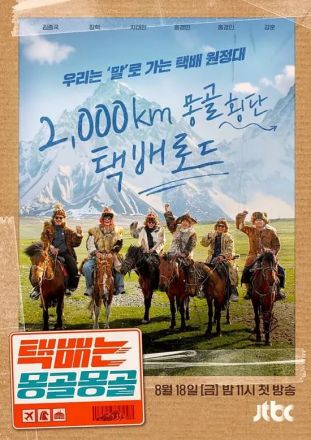 김종국 장혁 차태현 홍경민 홍경인 강훈
우리는 '말'로 가는 택배 원정대
2,000km 몽골 횡단
택배로드
택배는
몽골몽골
8월 18일 [금] 밤 11시 첫 방송
jtbc